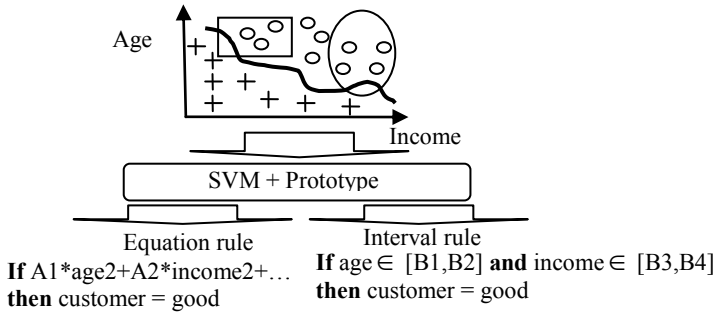 Age
Income
SVM + Prototype
Equation rule
If A1*age2+A2*income2+…
then customer = good
Interval rule
If age∈ [B1,B2] and income∈ [B3,B4]
then customer = good